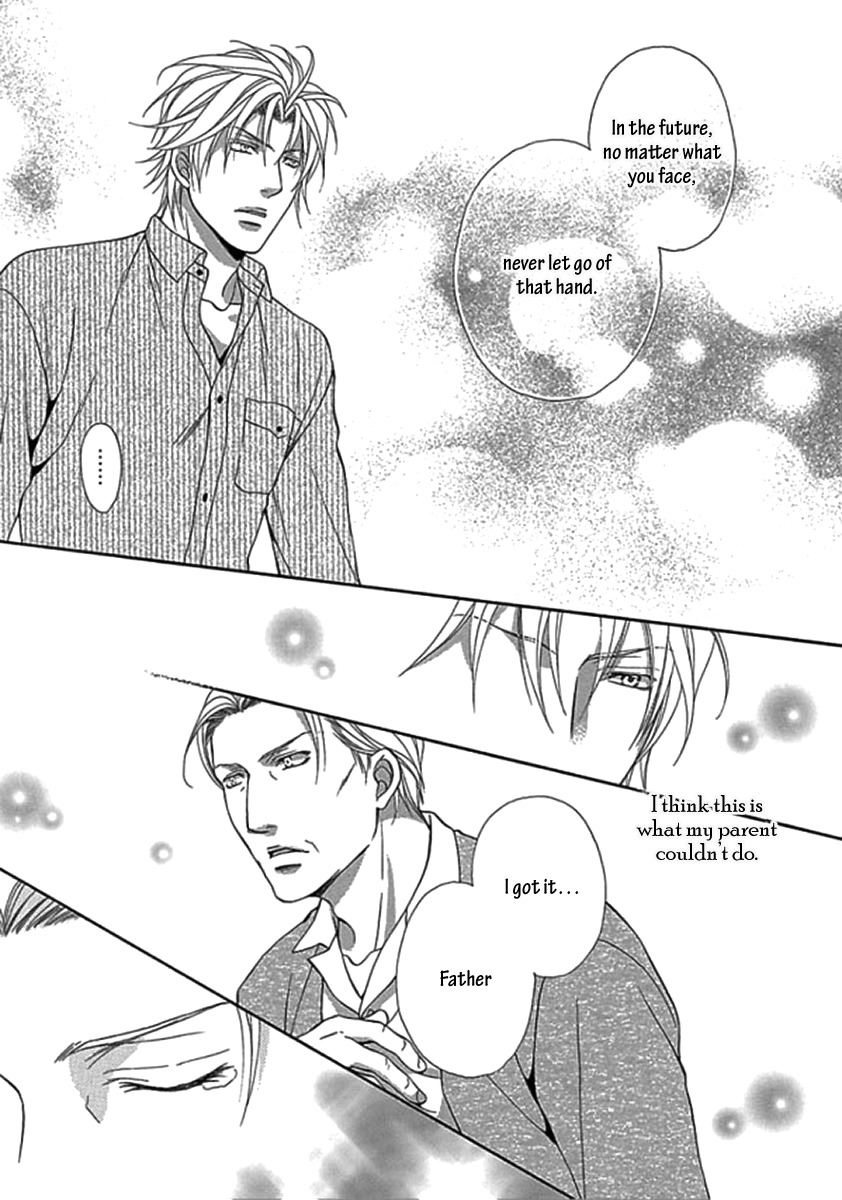 In the future,
no matter what
you face,
never let go of
that hand.
......
I think this is
what my parent
couldn't do.
I got it...
Father